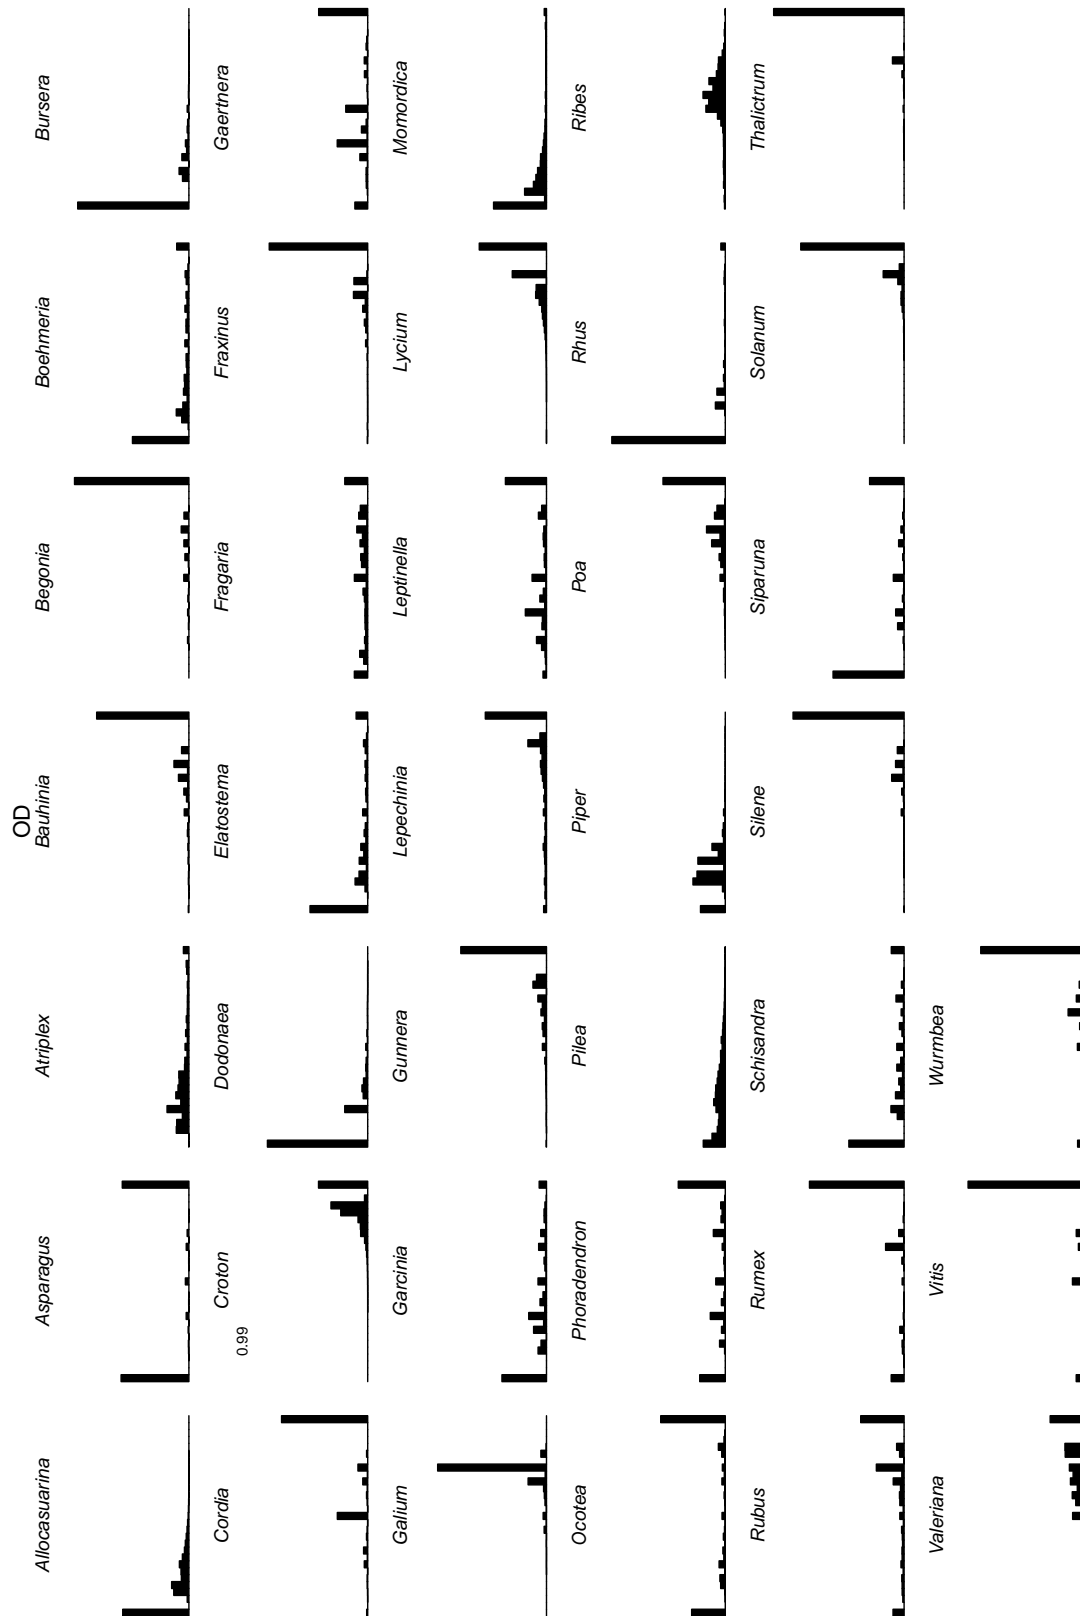 OD
Allocasuarina
Asparagus
Atriplex
Bauhinia
Begonia
Boehmeria
Bursera
Cordia
Croton
Dodonaea
Elatostema
Fragaria
Fraxinus
Gaertnera
0.99
Galium
Garcinia
Gunnera
Lepechinia
Leptinella
Lycium
Momordica
Ocotea
Phoradendron
Pilea
Piper
Poa
Rhus
Ribes
Rubus
Rumex
Schisandra
Silene
Siparuna
Solanum
Thalictrum
Valeriana
Vitis
Wurmbea